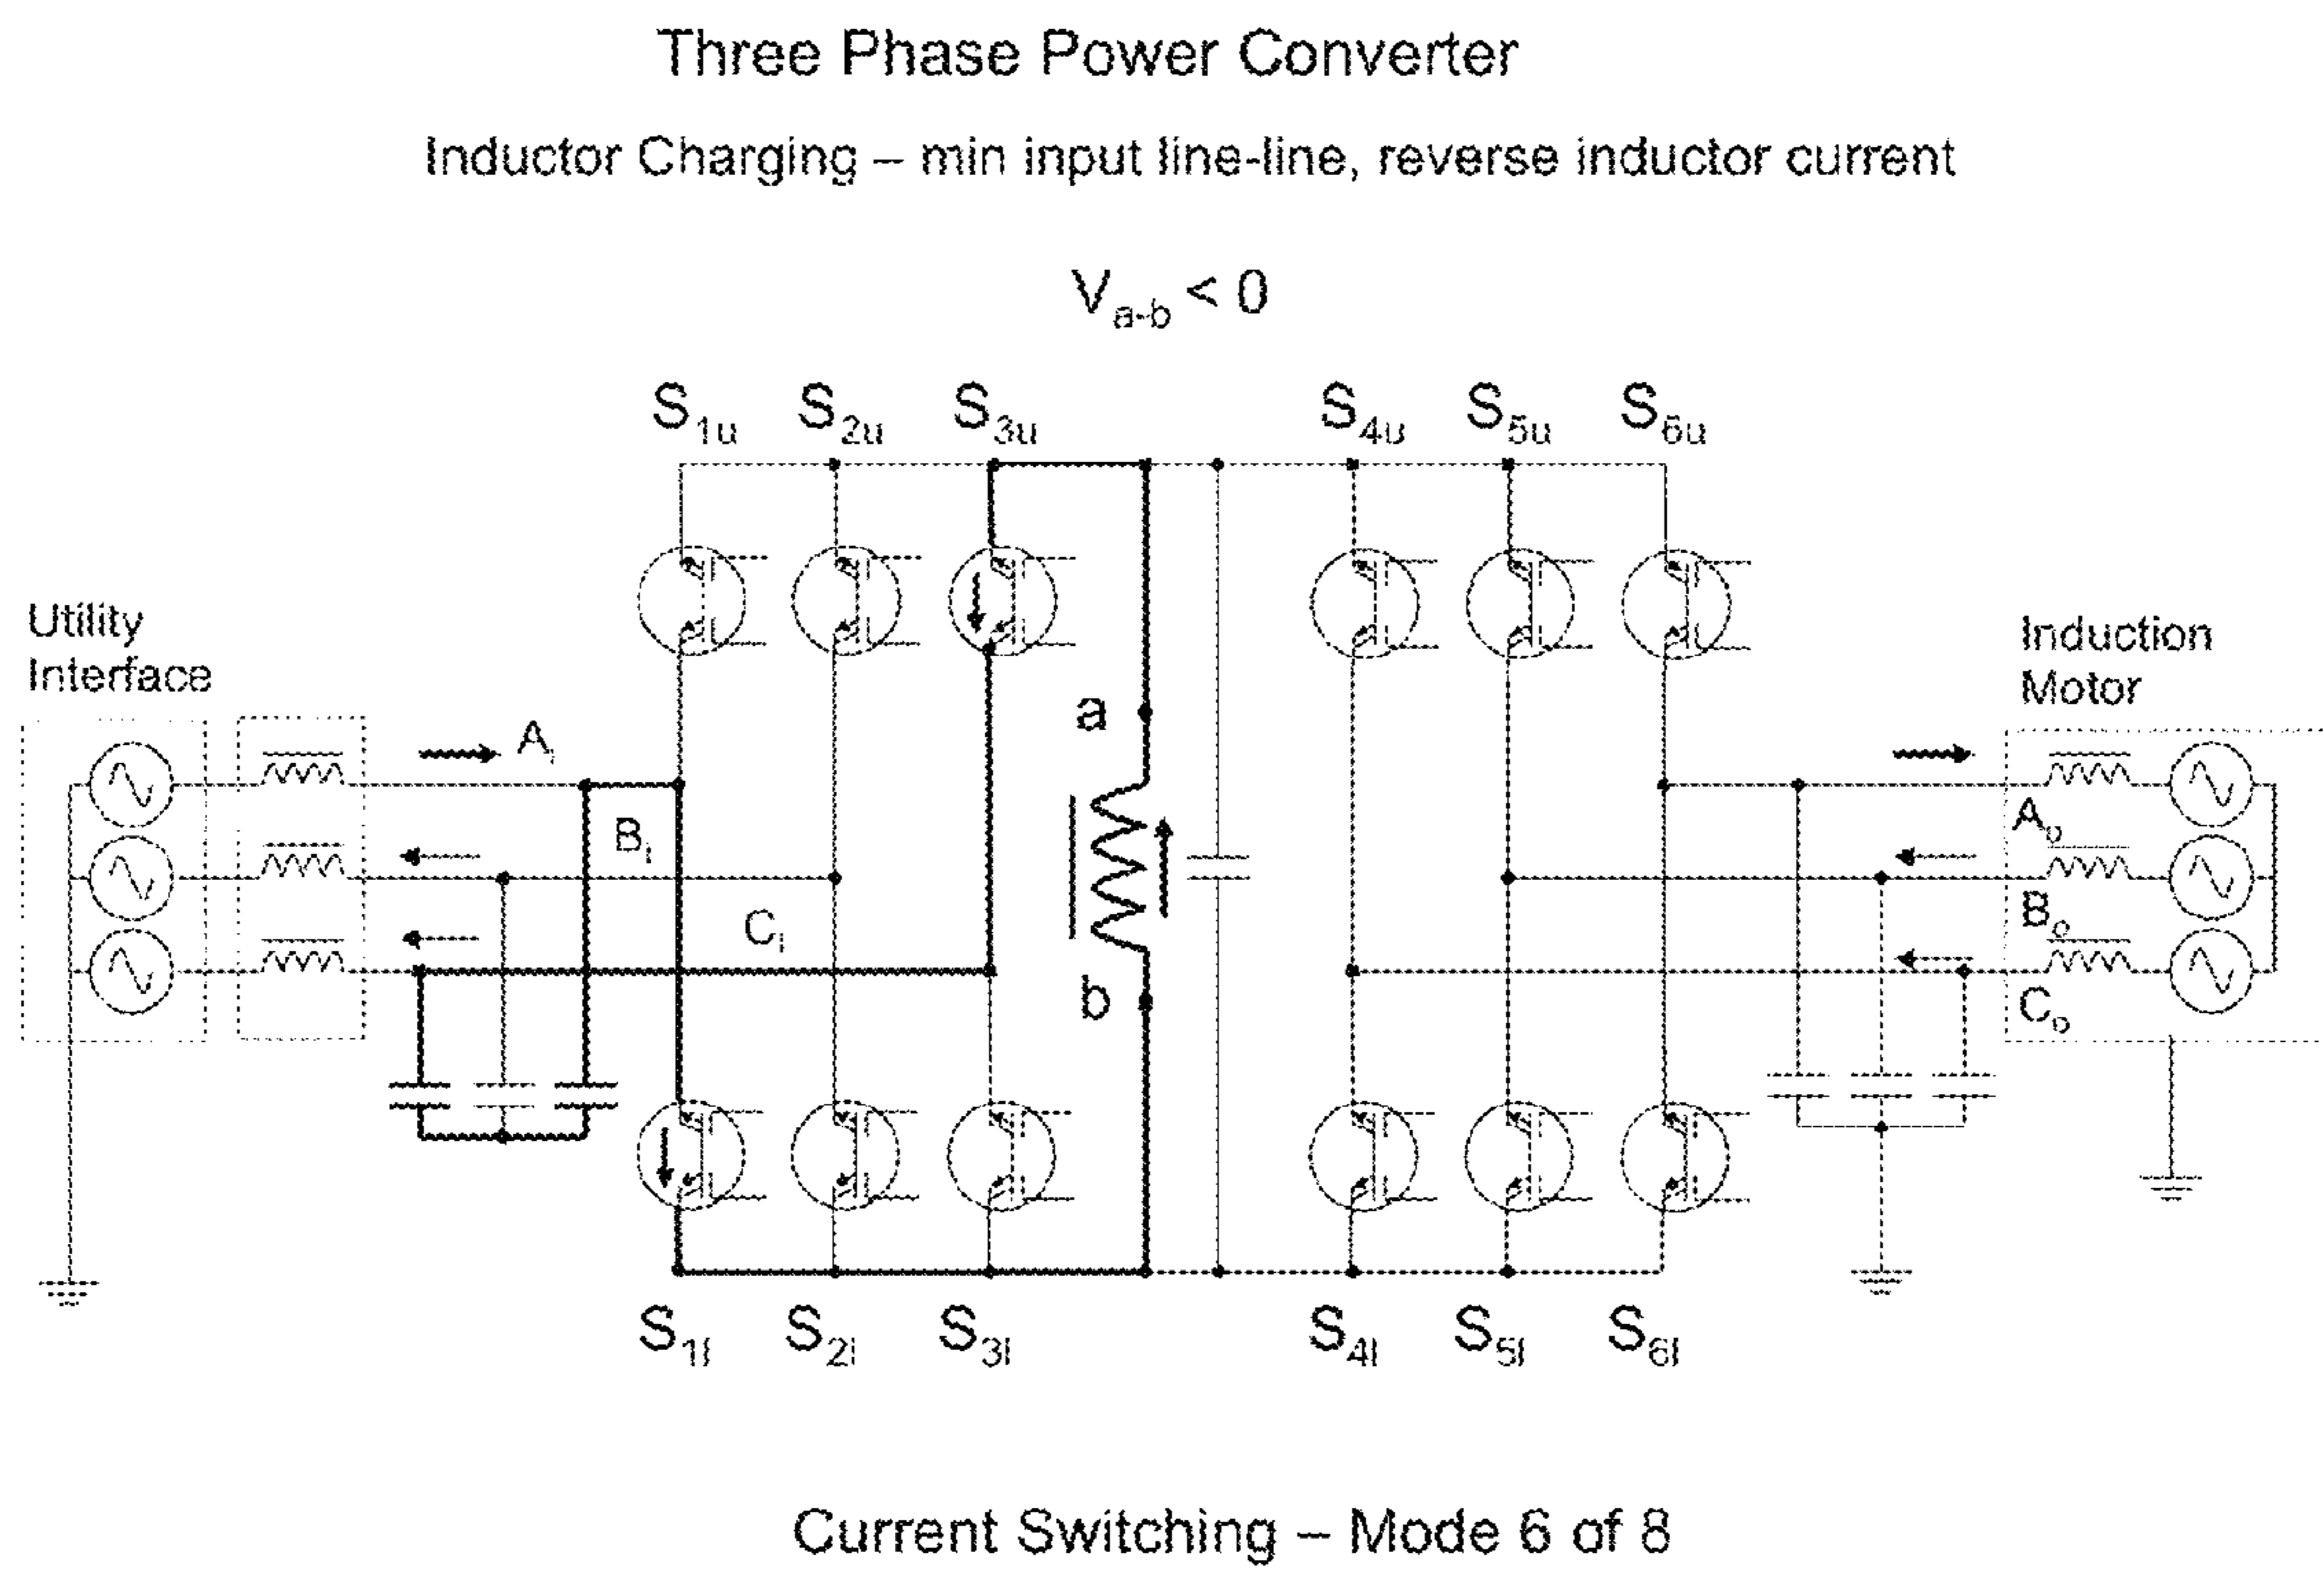 Three Phase Power Converter
Inductor Charging – min input line-line, reverse inductor current
Va-b < 0
S1u S2u S3u S4u S5u S6u
Utility
Interface
Induction
Motor
Ai
Bi
Ci
a
b
Ao
Bo
Co
S1l S2l S3l S4l S5l S6l
Current Switching – Mode 6 of 8